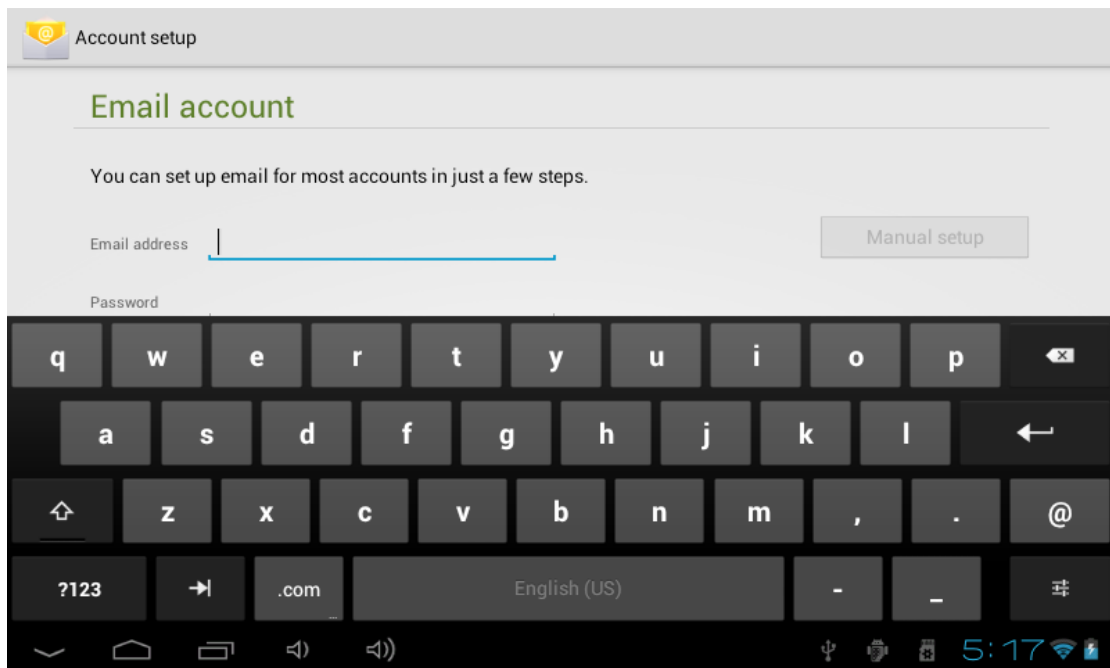 Account setup
Email account
You can set up email for most accounts in just a few steps.
Email address
Manual setup
Password
q w e r t y u i o p
a s d f g h j k l
z x c v b n m , . @
?123 .com English (US) - _
5:17